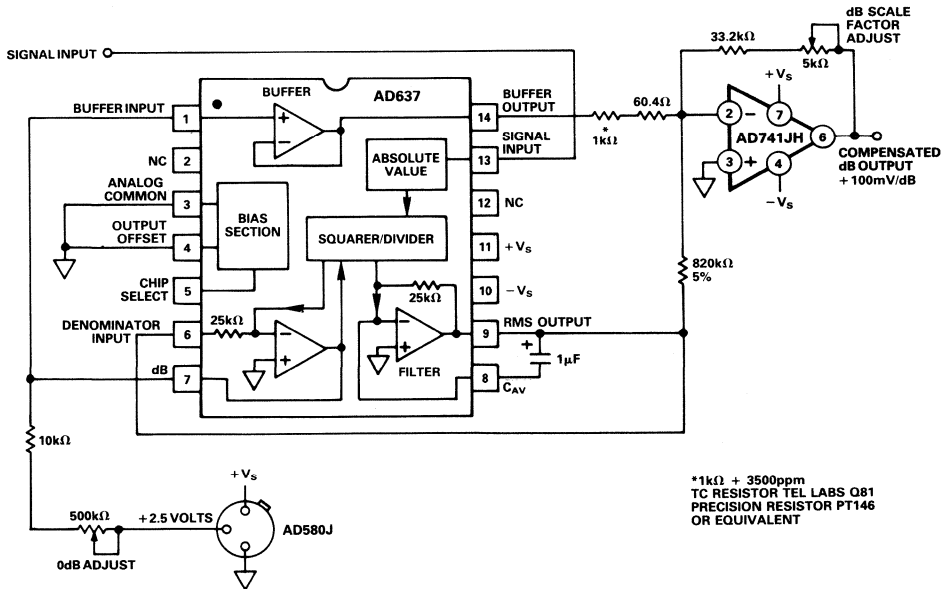 dB SCALE
FACTOR
ADJUST
33.2kΩ
5kΩ
SIGNAL INPUT
BUFFER
AD637
BUFFER
OUTPUT
BUFFER INPUT
1
+
−
14
60.4Ω
*
1kΩ
+VS
2
−
7
AD741JH
6
3
+
4
−VS
COMPENSATED
dB OUTPUT
+ 100mV/dB
NC
2
ABSOLUTE
VALUE
SIGNAL
INPUT
13
ANALOG
COMMON
3
BIAS
SECTION
12
NC
OUTPUT
OFFSET
4
SQUARER/DIVIDER
11
+VS
820kΩ
5%
CHIP
SELECT
5
25kΩ
10
−VS
DENOMINATOR
INPUT
6
25kΩ
−
+
−
+
9
RMS OUTPUT
+
1μF
dB
7
FILTER
8
CAV
10kΩ
+VS
500kΩ
+2.5 VOLTS
AD580J
0dB ADJUST
*1kΩ + 3500ppm
TC RESISTOR TEL LABS Q81
PRECISION RESISTOR PT146
OR EQUIVALENT